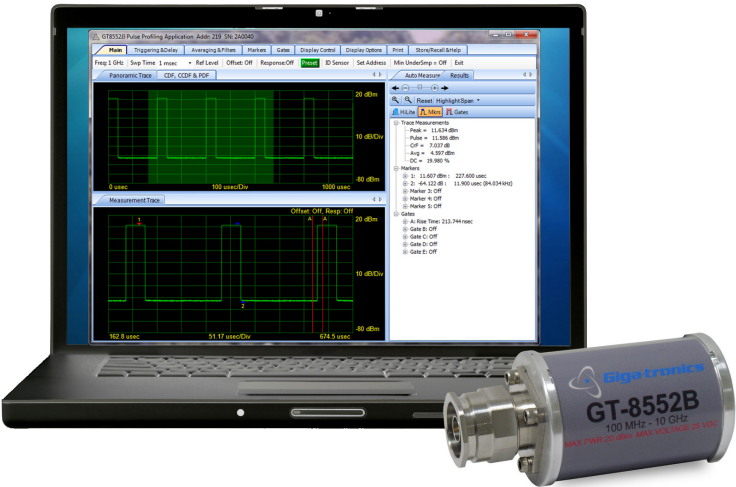 GT8552B Pulse Profiling Application Addr: 219 SN: 2A0040
Main Triggering &Delay Averaging &Filters Markers Gates Display Control Display Options Print Store/Recall &Help
Freq:1 GHz Swp Time 1 msec Ref Level Offset: Off Response:Off Preset ID Sensor Set Address Min UnderSmp = Off Exit
Panoramic Trace CDF, CCDF & PDF
20 dBm
10 dB/Div
-80 dBm
0 usec 100 usec/Div 1000 usec
Measurement Trace
Offset: Off, Resp: Off
1 A A
20 dBm
10 dB/Div
2
-80 dBm
162.8 usec 51.17 usec/Div 674.5 usec
Auto Measure Results
Reset HighlightSpan
HiLite Mkrs Gates
Trace Measurements
Peak = 11.634 dBm
Pulse = 11.586 dBm
CrF = 7.037 dB
Avg = 4.597 dBm
DC = 19.980 %
Markers
1: 11.607 dBm : 227.600 usec
2: -64.122 dB : 11.900 usec (84.034 kHz)
Marker 3: Off
Marker 4: Off
Marker 5: Off
Gates
A: Rise Time: 213.744 nsec
Gate B: Off
Gate C: Off
Gate D: Off
Gate E: Off
Giga-tronics
GT-8552B
100 MHz - 10 GHz
MAX PWR 20 dBm MAX VOLTAGE 20 VDC